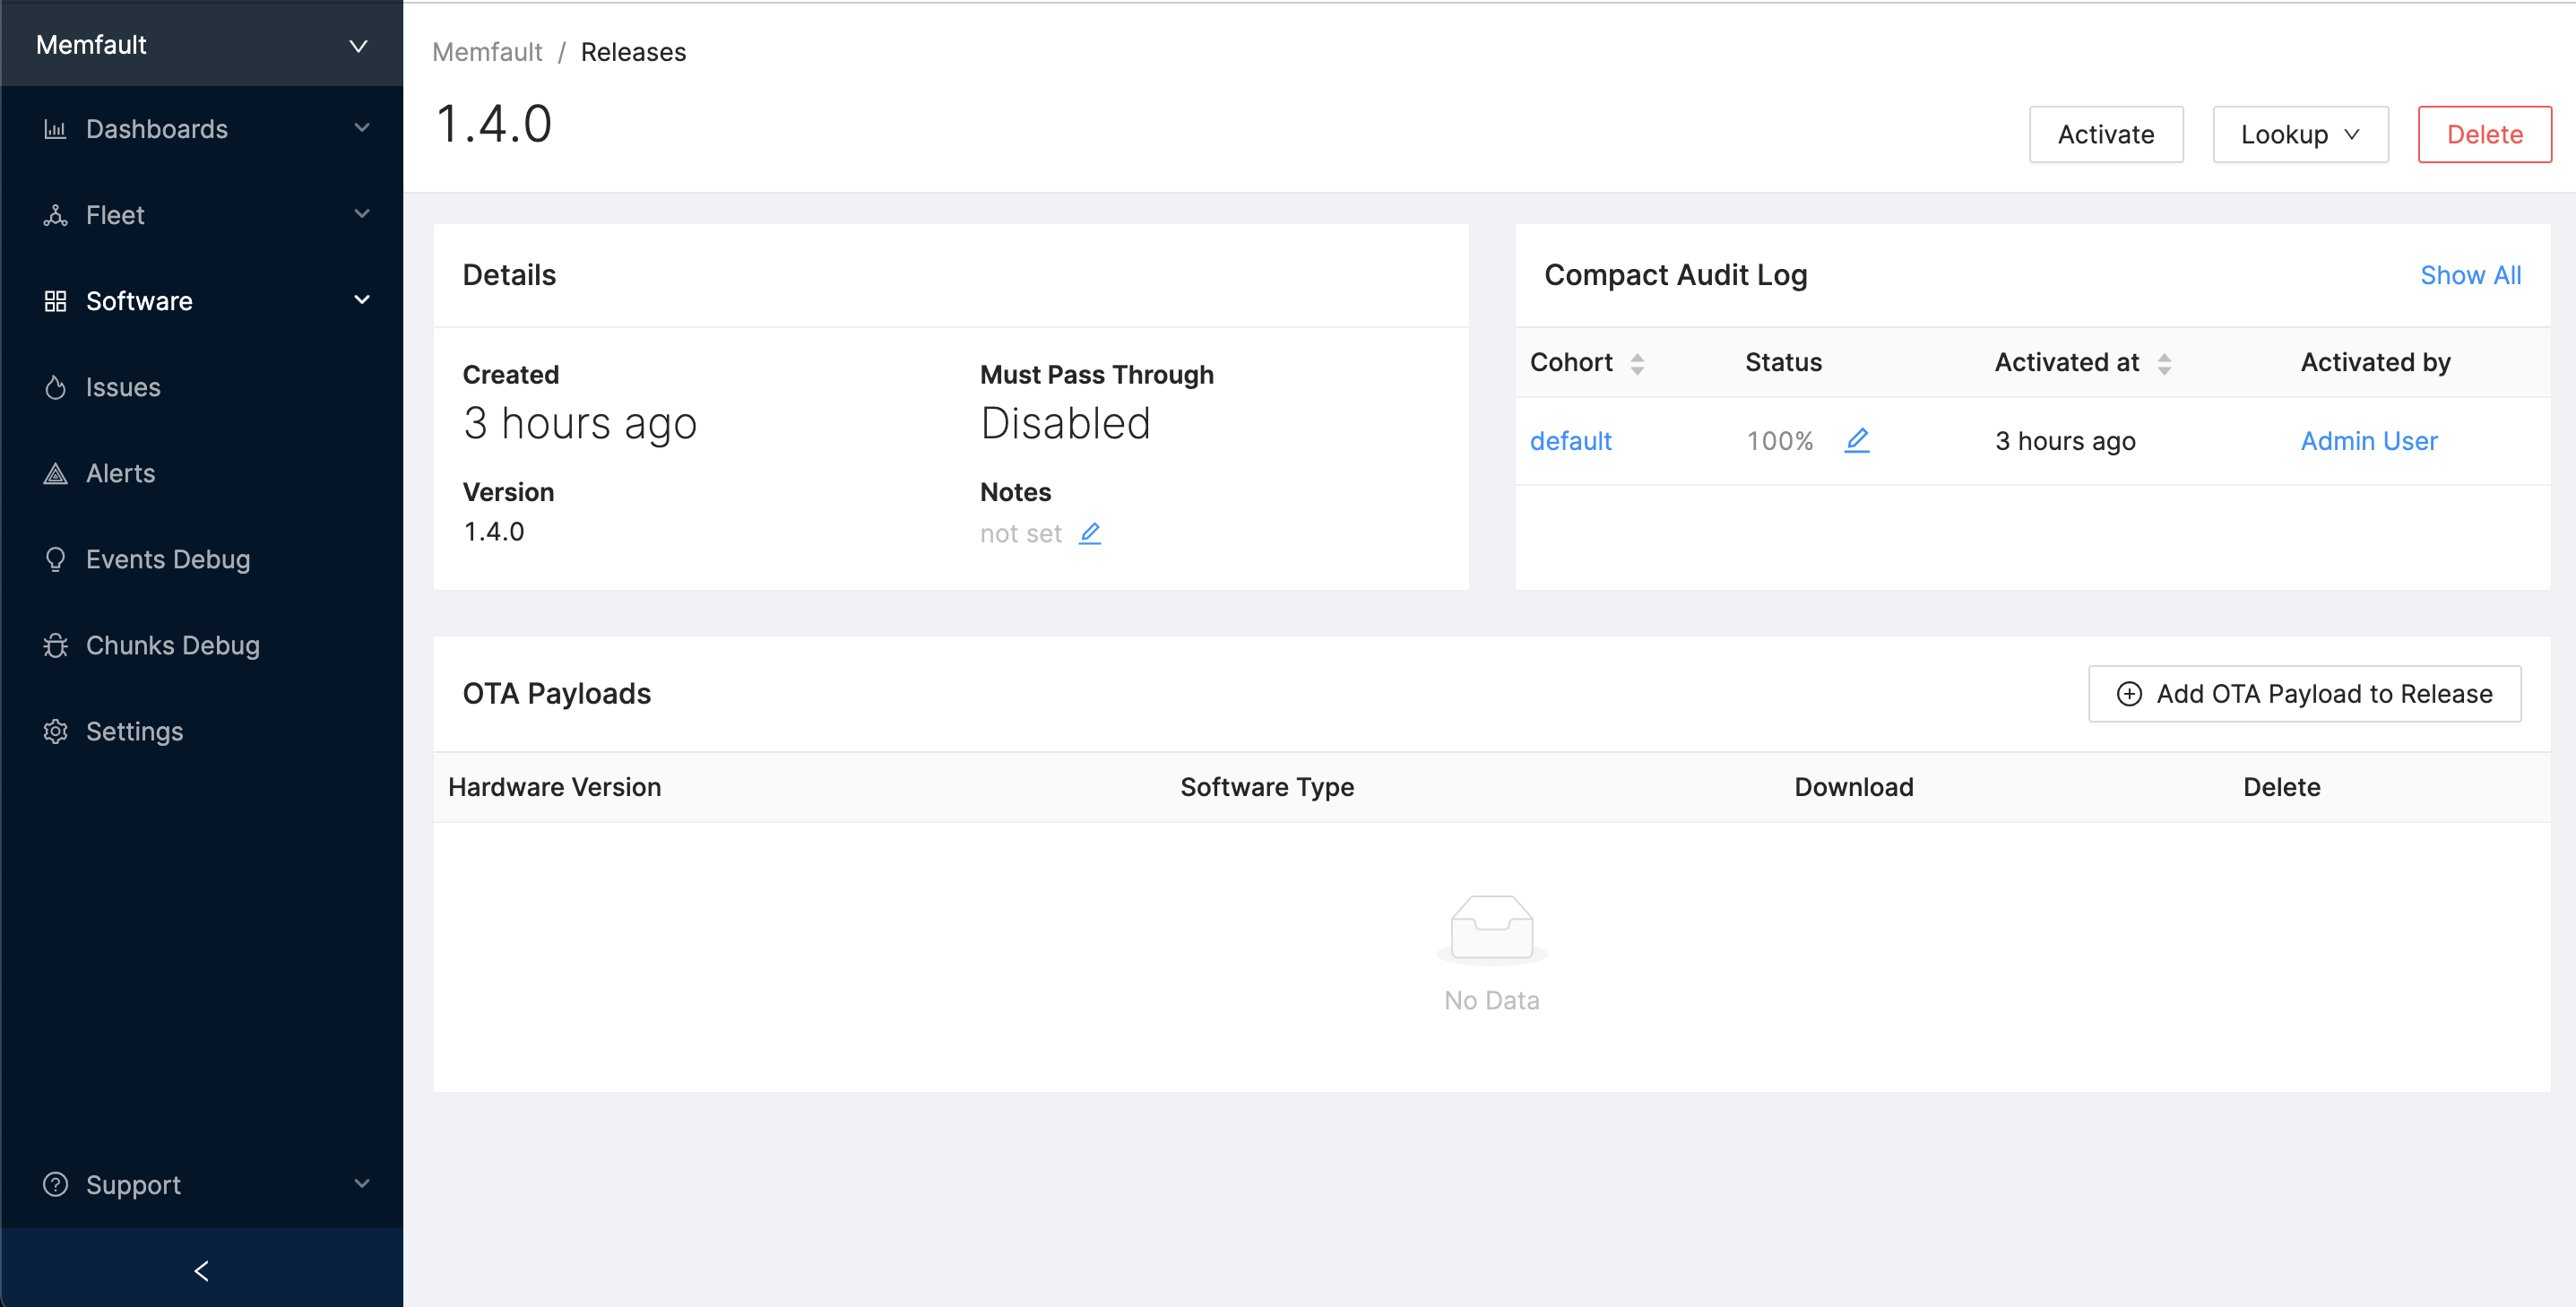 Memfault
Dashboards
Fleet
Software
Issues
Alerts
Events Debug
Chunks Debug
Settings
Support
Memfault / Releases
1.4.0
Activate
Lookup
Delete
Details
Created
3 hours ago
Must Pass Through
Disabled
Version
1.4.0
Notes
not set
Compact Audit Log
Show All
Cohort Status Activated at Activated by
default 100% 3 hours ago Admin User
OTA Payloads
Add OTA Payload to Release
Hardware Version Software Type Download Delete
No Data